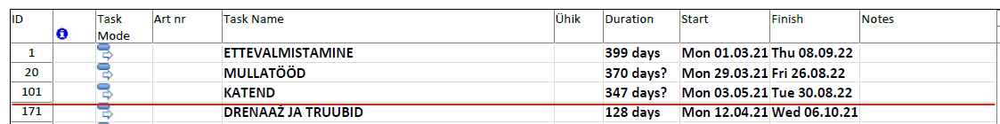 ID Task Mode Art nr Task Name Ühik Duration Start Finish Notes
1 ETTEVALMISTAMINE 399 days Mon 01.03.21 Thu 08.09.22
20 MULLATÖÖD 370 days? Mon 29.03.21 Fri 26.08.22
101 KATEND 347 days? Mon 03.05.21 Tue 30.08.22
171 DRENAAŽ JA TRUUBID 128 days Mon 12.04.21 Wed 06.10.21